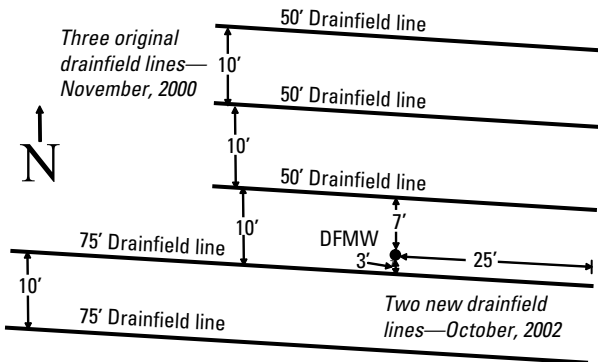 50' Drainfield line
Three original
drainfield lines—
November, 2000
10'
50' Drainfield line
N
10'
50' Drainfield line
10'
7'
DFMW
75' Drainfield line
3'
25'
10'
Two new drainfield
lines—October, 2002
75' Drainfield line